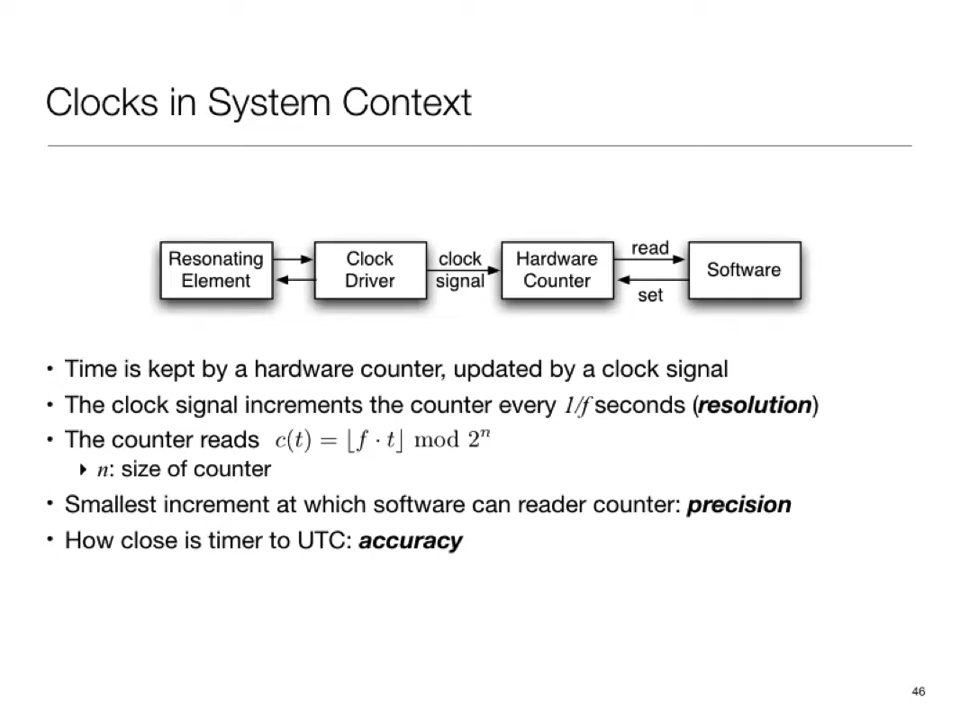 Clocks in System Context
Resonating
Element
Clock
Driver
clock
signal
Hardware
Counter
read
set
Software
• Time is kept by a hardware counter, updated by a clock signal
• The clock signal increments the counter every 1/f seconds (resolution)
• The counter reads c(t) = ⌊f · t⌋ mod 2ⁿ
‣ n: size of counter
• Smallest increment at which software can reader counter: precision
• How close is timer to UTC: accuracy
46